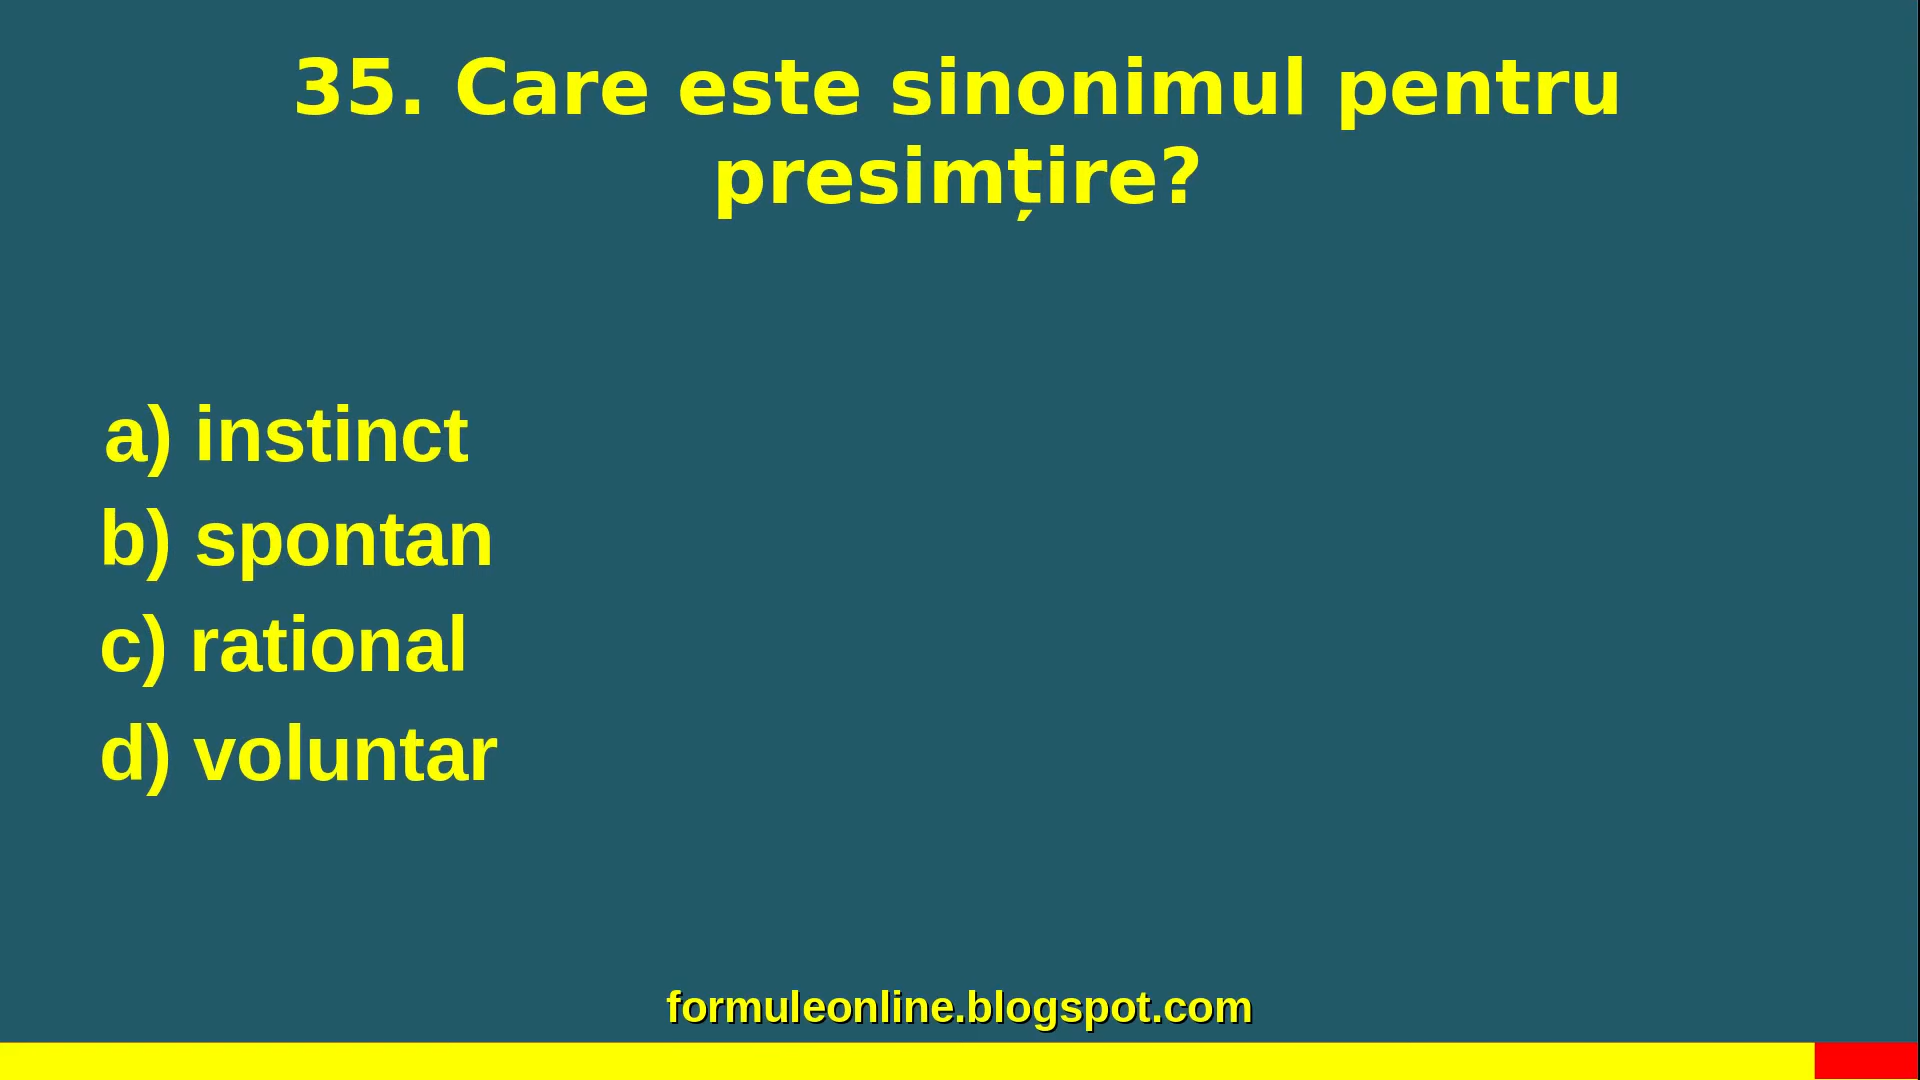 35. Care este sinonimul pentru
presimțire?
a) instinct
b) spontan
c) rational
d) voluntar
formuleonline.blogspot.com